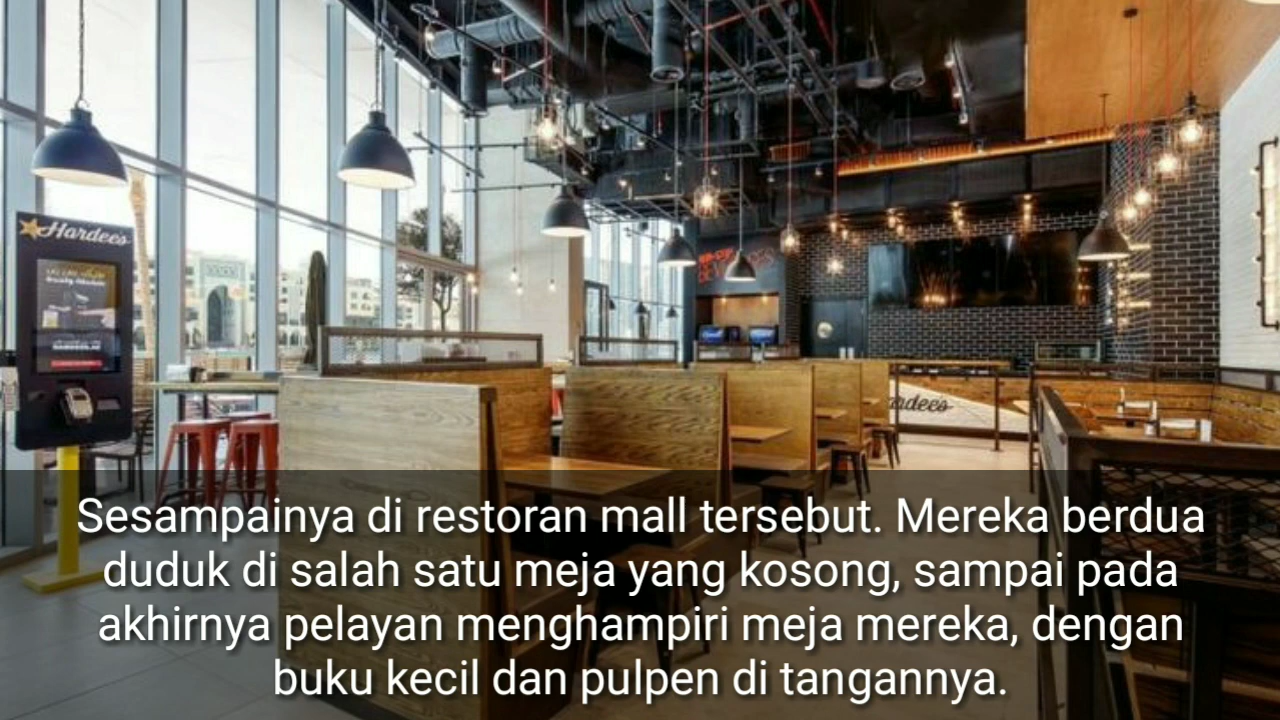 Hardee's
Hardee's
Sesampainya di restoran mall tersebut. Mereka berdua
duduk di salah satu meja yang kosong, sampai pada
akhirnya pelayan menghampiri meja mereka, dengan
buku kecil dan pulpen di tangannya.